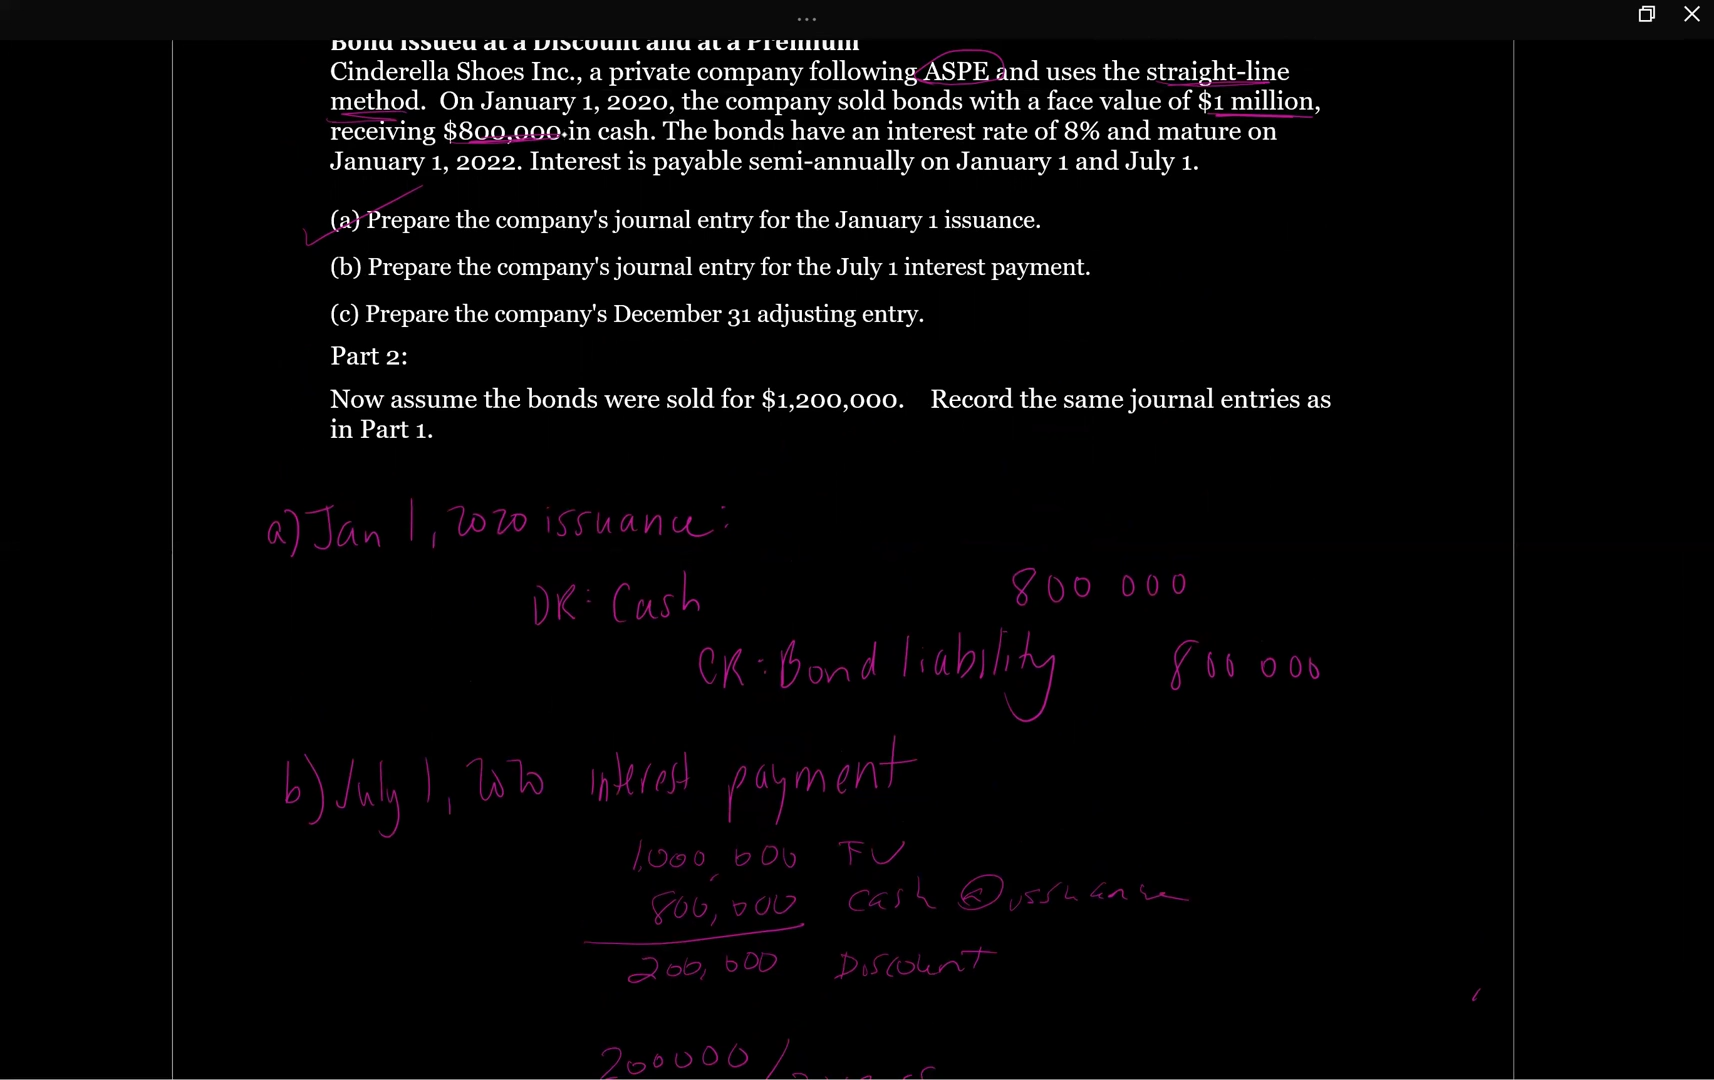 ...
Bond Issued at a Discount and at a Premium
Cinderella Shoes Inc., a private company following ASPE and uses the straight-line
method. On January 1, 2020, the company sold bonds with a face value of $1 million,
receiving $800,000 in cash. The bonds have an interest rate of 8% and mature on
January 1, 2022. Interest is payable semi-annually on January 1 and July 1.
(a) Prepare the company's journal entry for the January 1 issuance.
(b) Prepare the company's journal entry for the July 1 interest payment.
(c) Prepare the company's December 31 adjusting entry.
Part 2:
Now assume the bonds were sold for $1,200,000. Record the same journal entries as
in Part 1.
a) Jan 1, 2020 issuance:
DR: Cash 800 000
CR: Bond liability 800 000
b) July 1, 2020 interest payment
1,000,000 FV
800,000 cash @ issuance
200,000 Discount
200000 /